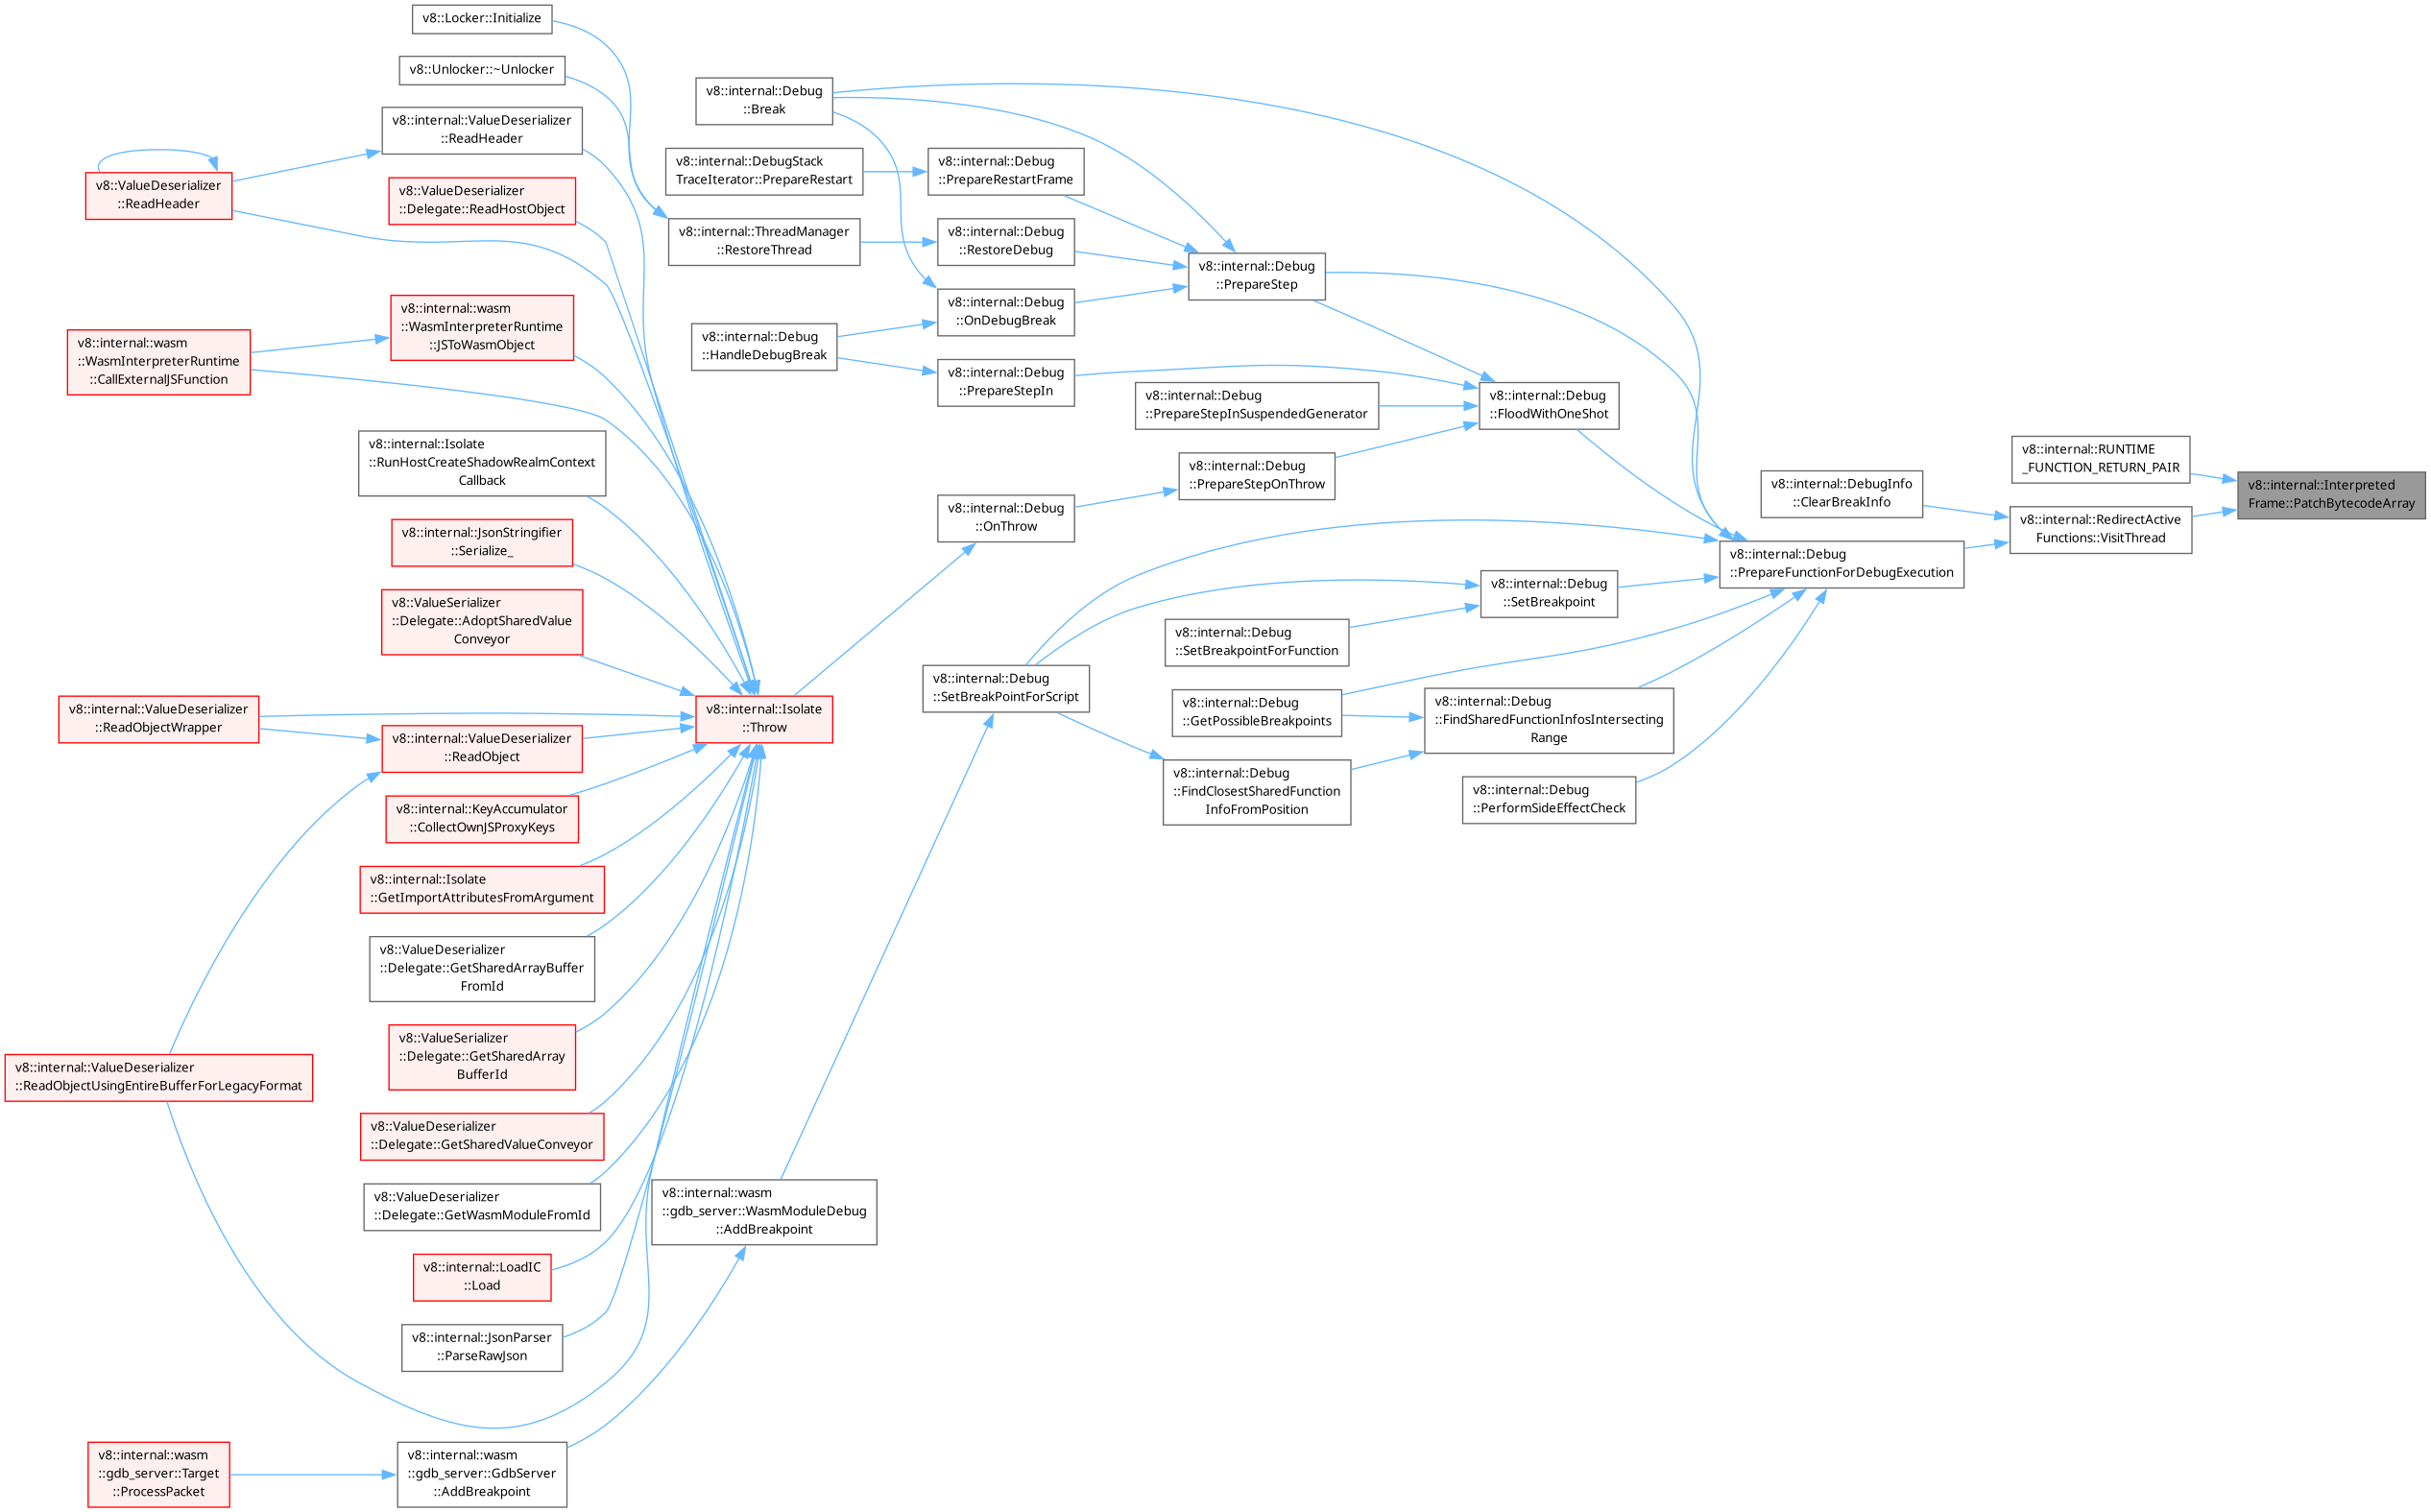 v8::Locker::Initialize
v8::Unlocker::~Unlocker
v8::internal::ValueDeserializer
::ReadHeader
v8::ValueDeserializer
::ReadHeader
v8::ValueDeserializer
::Delegate::ReadHostObject
v8::internal::wasm
::WasmInterpreterRuntime
::JSToWasmObject
v8::internal::wasm
::WasmInterpreterRuntime
::CallExternalJSFunction
v8::internal::Isolate
::RunHostCreateShadowRealmContext
Callback
v8::internal::JsonStringifier
::Serialize_
v8::ValueSerializer
::Delegate::AdoptSharedValue
Conveyor
v8::internal::ValueDeserializer
::ReadObjectWrapper
v8::internal::ValueDeserializer
::ReadObject
v8::internal::KeyAccumulator
::CollectOwnJSProxyKeys
v8::internal::Isolate
::GetImportAttributesFromArgument
v8::ValueDeserializer
::Delegate::GetSharedArrayBuffer
FromId
v8::ValueSerializer
::Delegate::GetSharedArray
BufferId
v8::internal::ValueDeserializer
::ReadObjectUsingEntireBufferForLegacyFormat
v8::ValueDeserializer
::Delegate::GetSharedValueConveyor
v8::ValueDeserializer
::Delegate::GetWasmModuleFromId
v8::internal::LoadIC
::Load
v8::internal::JsonParser
::ParseRawJson
v8::internal::wasm
::gdb_server::Target
::ProcessPacket
v8::internal::wasm
::gdb_server::GdbServer
::AddBreakpoint
v8::internal::Debug
::Break
v8::internal::DebugStack
TraceIterator::PrepareRestart
v8::internal::ThreadManager
::RestoreThread
v8::internal::Debug
::HandleDebugBreak
v8::internal::Isolate
::Throw
v8::internal::wasm
::gdb_server::WasmModuleDebug
::AddBreakpoint
v8::internal::Debug
::PrepareRestartFrame
v8::internal::Debug
::RestoreDebug
v8::internal::Debug
::OnDebugBreak
v8::internal::Debug
::PrepareStepIn
v8::internal::Debug
::OnThrow
v8::internal::Debug
::SetBreakPointForScript
v8::internal::Debug
::PrepareStep
v8::internal::Debug
::PrepareStepInSuspendedGenerator
v8::internal::Debug
::PrepareStepOnThrow
v8::internal::Debug
::SetBreakpointForFunction
v8::internal::Debug
::GetPossibleBreakpoints
v8::internal::Debug
::FindClosestSharedFunction
InfoFromPosition
v8::internal::Debug
::FloodWithOneShot
v8::internal::Debug
::SetBreakpoint
v8::internal::Debug
::FindSharedFunctionInfosIntersecting
Range
v8::internal::Debug
::PerformSideEffectCheck
v8::internal::DebugInfo
::ClearBreakInfo
v8::internal::Debug
::PrepareFunctionForDebugExecution
v8::internal::RUNTIME
_FUNCTION_RETURN_PAIR
v8::internal::RedirectActive
Functions::VisitThread
v8::internal::Interpreted
Frame::PatchBytecodeArray